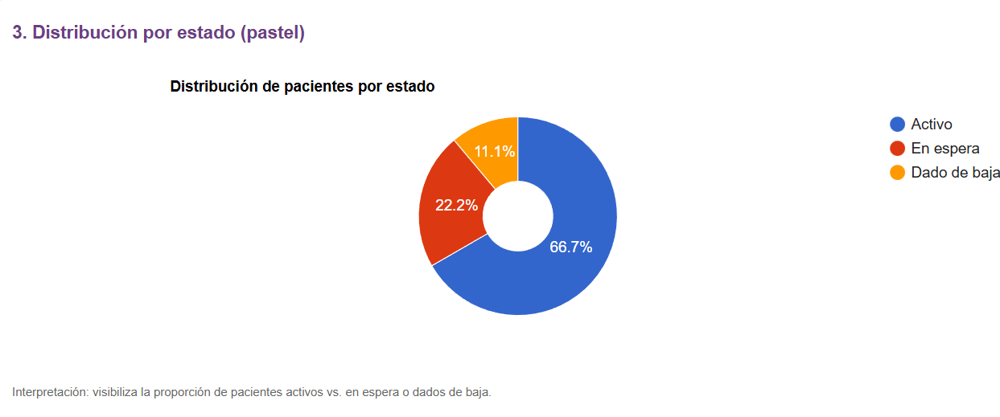 3. Distribución por estado (pastel)
Distribución de pacientes por estado
Activo
En espera
Dado de baja
11.1%
22.2%
66.7%
Interpretación: visibiliza la proporción de pacientes activos vs. en espera o dados de baja.